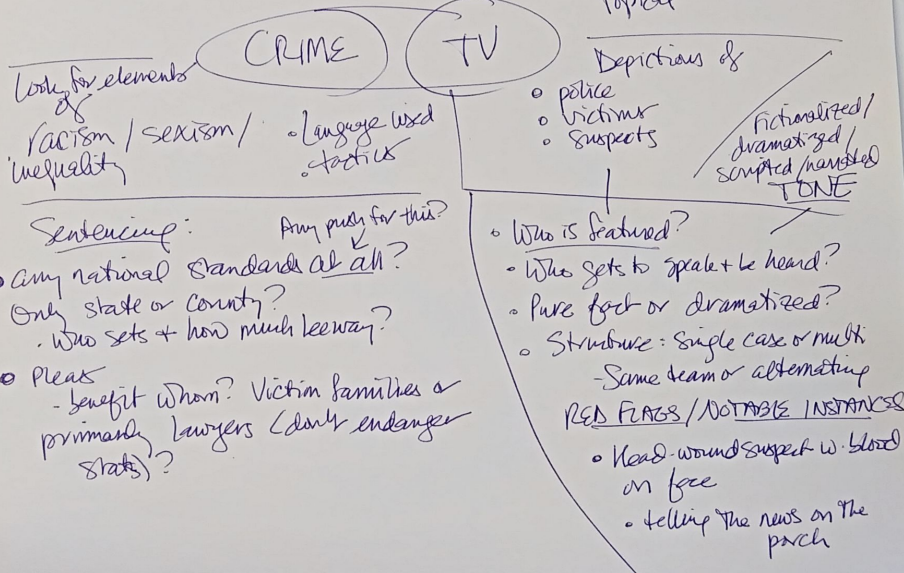 Topical
CRIME TV
Look for elements
of
racism / sexism /
inequality
• Language used
• tactics
Depictions of
• police
• victims
• suspects
Fictionalized /
dramatized /
scripted / narrated
TONE
Sentencing:
Any push for this?
• any national standards at all?
Only state or county?
• Who sets + how much leeway?
• Pleas
- benefit whom? Victim families or
primarily lawyers (don't endanger
stats)?
• Who is featured?
• Who gets to speak + be heard?
• Pure fact or dramatized?
• Structure: Single case or multi
- Same team or alternating
RED FLAGS / NOTABLE INSTANCES
• Head-wound suspect w. blood
on face
• telling the news on the
porch